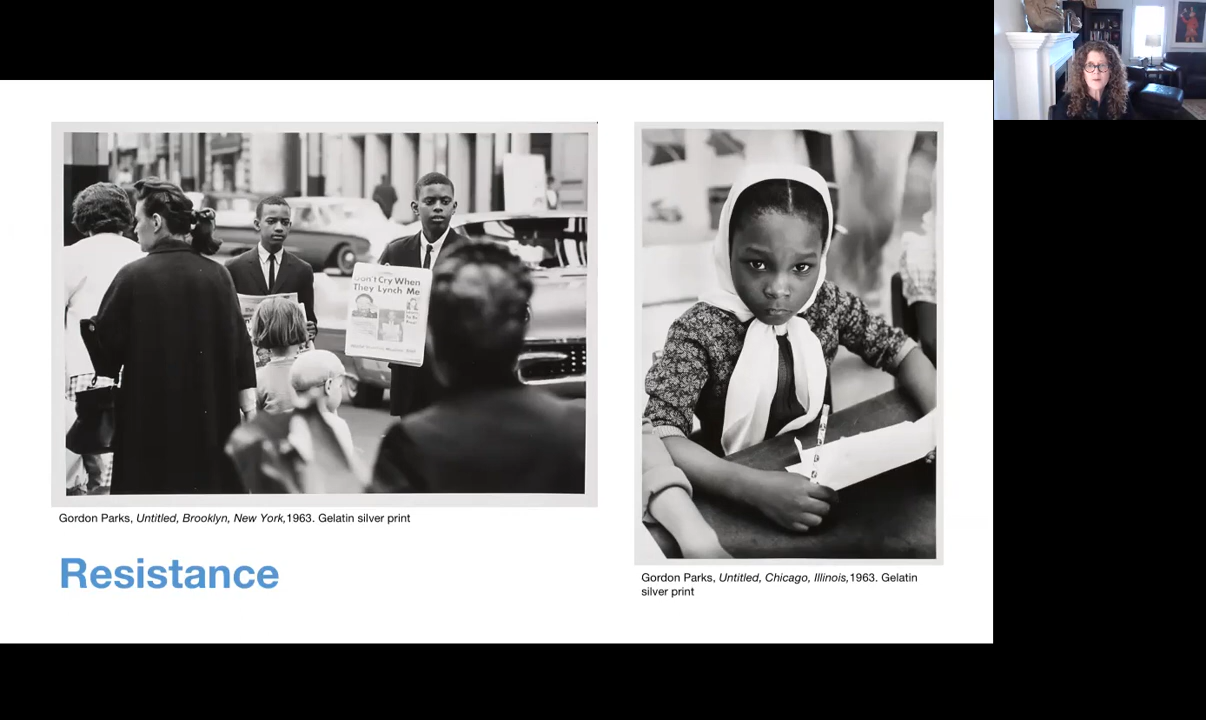 Don't Cry When
They Lynch Me
Gordon Parks, Untitled, Brooklyn, New York,1963. Gelatin silver print
Resistance
Gordon Parks, Untitled, Chicago, Illinois,1963. Gelatin
silver print